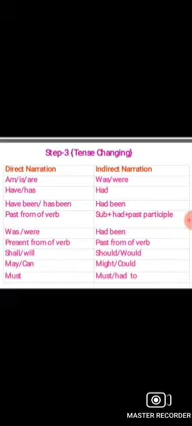 Step-3 (Tense Changing)
Direct Narration Indirect Narration
Am/is/are Was/were
Have/has Had
Have been/ has been Had been
Past from of verb Sub+had+past participle
Was /were Had been
Present from of verb Past from of verb
Shall/will Should/Would
May/Can Might/Could
Must Must/had to
MASTER RECORDER